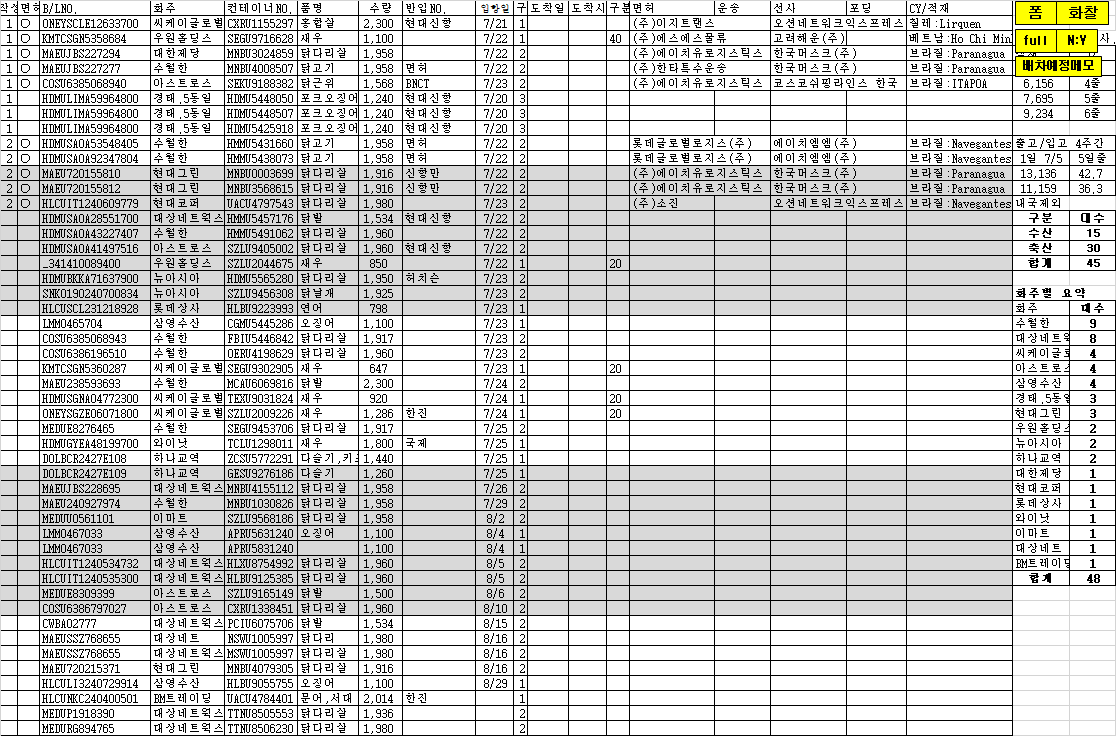 작성 면허 B/LNO. 화주 컨테이너NO. 품명 수량 반입NO. 입항일 구 도착일 도착시 구분 면허 운송 선사 포딩 CY/적재 폼 화찰
1 O ONEYSCLE12633700 씨케이글로벌 CXRU1155297 홍합살 2,300 현대신항 7/21 1 (주)이지트랜스 오션네트워크익스프레스 칠레:Lirquen
1 O KMTCSGN5358684 우원홀딩스 SEGU9716628 새우 1,100 7/22 1 40 (주)에스에스물류 고려해운(주) 베트남:Ho Chi Min full N:Y
1 O MAEUJBS227294 대한제당 MNBU3024859 닭다리살 1,958 7/22 2 (주)에이치유로지스틱스 한국머스크(주) 브라질:Paranagua
1 O MAEUJBS227277 수월한 MNBU4008507 닭고기 1,958 면허 7/22 2 (주)한타특수운송 한국머스크(주) 브라질:Paranagua 배차예정메모
1 O COSU6385068940 아스트로스 SEKU9188382 닭근위 1,568 BNCT 7/23 2 (주)에이치유로지스틱스 코스코쉬핑라인스 한국 브라질:ITAPOA 6,156 4줄
1 HDMULIMA59964800 경태,5동일 HDMU5448050 포크오징어 1,240 현대신항 7/20 3 7,695 5줄
1 HDMULIMA59964800 경태,5동일 HDMU5448507 포크오징어 1,240 현대신항 7/20 3 9,234 6줄
1 HDMULIMA59964800 경태,5동일 HDMU5425918 포크오징어 1,240 현대신항 7/20 3
2 O HDMUSAOA53548405 수월한 HMMU5431660 닭고기 1,958 면허 7/22 2 롯데글로벌로지스(주) 에이치엠엠(주) 브라질:Navegantes 출고/입고 4주간
2 O HDMUSAOA92347804 수월한 HMMU5438073 닭고기 1,958 면허 7/22 2 롯데글로벌로지스(주) 에이치엠엠(주) 브라질:Navegantes 1일 7/5 5일줄
2 O MAEU720155810 현대그린 MNBU0003699 닭다리살 1,916 신항만 7/22 2 (주)에이치유로지스틱스 한국머스크(주) 브라질:Paranagua 13,136 42.7
2 O MAEU720155812 현대그린 MNBU3568615 닭다리살 1,916 신항만 7/22 2 (주)에이치유로지스틱스 한국머스크(주) 브라질:Paranagua 11,159 36.3
2 O HLCUIT1240609779 현대코퍼 UACU4797543 닭다리살 1,980 7/23 2 (주)소진 오션네트워크익스프레스 브라질:Navegantes 내국제외
HDMUSAOA28551700 대상네트웍스 HMMU5457176 닭발 1,534 현대신항 7/22 2 구분 대수
HDMUSAOA43227407 수월한 HMMU5491062 닭다리살 1,960 7/22 2 수산 15
HDMUSAOA41497516 아스트로스 SZLU9405002 닭다리살 1,960 현대신항 7/22 2 축산 30
_341410089400 우원홀딩스 SZLU2044675 새우 850 7/22 1 20 합계 45
HDMUBKKA71637900 뉴아시아 HDMU5565280 닭다리살 1,950 허치슨 7/23 2
SNKO190240700834 뉴아시아 SZLU9456308 닭날개 1,925 7/23 2 화주별 요약
HLCUSCL231218928 롯데상사 HLBU9223993 연어 798 7/23 1 화주 대수
LMM0465704 삼영수산 CGMU5445286 오징어 1,100 7/23 1 수월한 9
COSU6385068943 수월한 FBIU5446842 닭다리살 1,917 7/23 2 대상네트웍 8
COSU6386196510 수월한 OERU4198629 닭다리살 1,960 7/23 2 씨케이글로 4
KMTCSGN5360287 씨케이글로벌 SEGU9302905 새우 647 7/23 1 20 아스트로스 4
MAEU238593693 수월한 MCAU6069816 닭발 2,300 7/24 2 삼영수산 4
HDMUSGNA04772300 씨케이글로벌 TEXU9031824 새우 920 7/24 1 20 경태,5동일 3
ONEYSGZE06071800 씨케이글로벌 SZLU2009226 새우 1,286 한진 7/24 1 20 현대그린 3
MEDUE8276465 수월한 SEGU9453706 닭다리살 1,917 7/25 2 우원홀딩스 2
HDMUGYEA48199700 와이낫 TCLU1298011 새우 1,800 국제 7/25 1 뉴아시아 2
DOLBCR2427E108 하나교역 ZCSU5772291 다슬기,키조 1,440 7/25 1 하나교역 2
DOLBCR2427E109 하나교역 GESU9276186 다슬기 1,260 7/25 1 대한제당 1
MAEUJBS228695 대상네트웍스 MNBU4155112 닭다리살 1,958 7/26 2 현대코퍼 1
MAEU240927974 수월한 MNBU1030826 닭다리살 1,958 7/29 2 롯데상사 1
MEDUU0561101 이마트 SZLU9568186 닭다리살 1,958 8/2 2 와이낫 1
LMM0467033 삼영수산 APRU5631240 오징어 1,100 8/4 1 이마트 1
LMM0467033 삼영수산 APRU5831240 1,100 8/4 1 대상네트 1
HLCUIT1240534732 대상네트웍스 HLXU8754992 닭다리살 1,960 8/5 2 BM트레이딩 1
HLCUIT1240535300 대상네트웍스 HLBU9125385 닭다리살 1,960 8/5 2 합계 48
MEDUE8309399 아스트로스 SZLU9165149 닭발 1,500 8/6 2
COSU6386797027 아스트로스 CXRU1338451 닭다리살 1,960 8/10 2
CWBA02777 대상네트웍스 PCIU6075706 닭발 1,534 8/15 2
MAEUSSZ768655 대상네트 NSWU1005997 닭다리 1,980 8/16 2
MAEUSSZ768655 대상네트웍스 MSWU1005997 닭다리살 1,980 8/16 2
MAEU720215371 현대그린 MNBU4079305 닭다리살 1,916 8/16 2
HLCULI3240729914 삼영수산 HLBU9055755 오징어 1,100 8/29 1
HLCUNKC240400501 BM트레이딩 UACU4784401 문어,서대 2,014 한진 1
MEDUP1918390 대상네트웍스 TTNU8505553 닭다리살 1,936 2
MEDURG894765 대상네트웍스 TTNU8506230 닭다리살 1,980 2